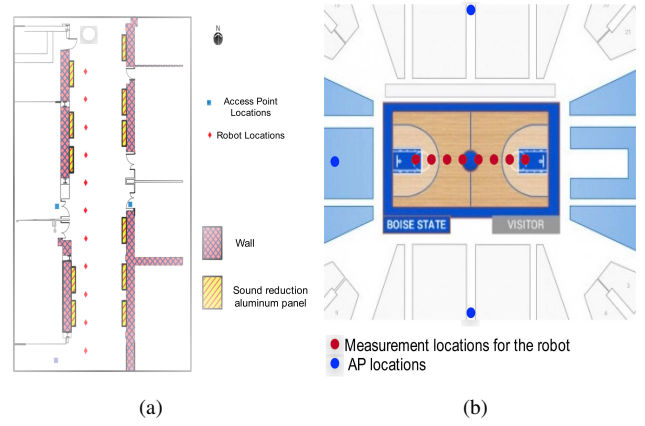 N
Access Point
Locations
Robot Locations
Wall
Sound reduction
aluminum panel
BOISE STATE
VISITOR
Measurement locations for the robot
AP locations
(a)
(b)